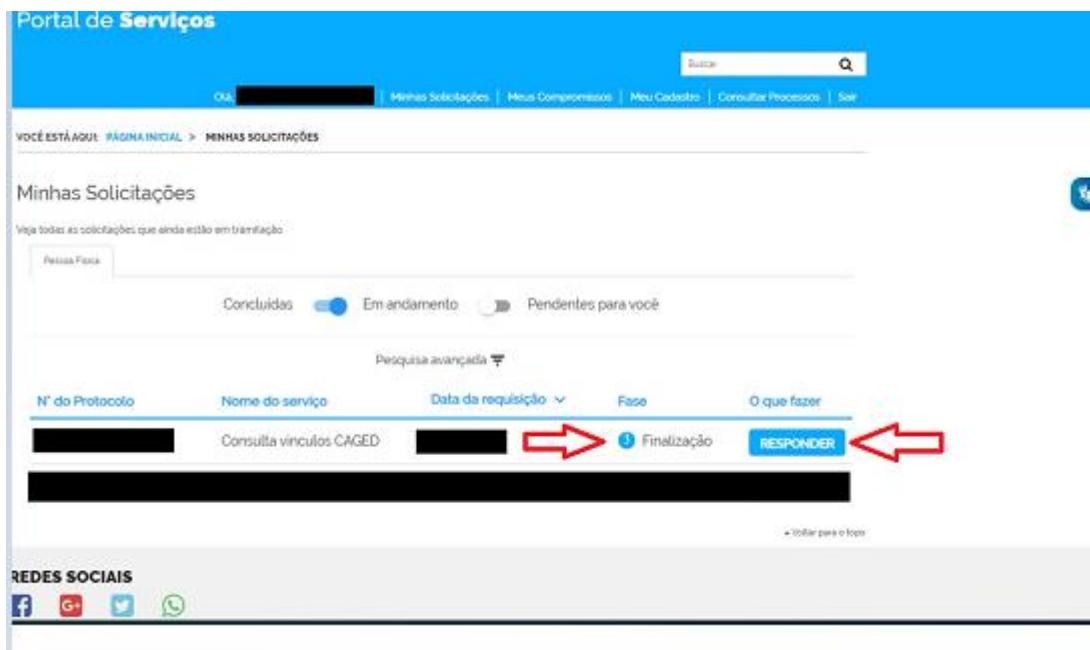 Portal de Serviços
Buscar
Olá, | Minhas Solicitações | Meus Compromissos | Meu Cadastro | Consultar Processos | Sair
VOCÊ ESTÁ AQUI: PÁGINA INICIAL > MINHAS SOLICITAÇÕES
Minhas Solicitações
Veja todas as solicitações que ainda estão em tramitação
Pessoa Física
Concluídas Em andamento Pendentes para você
Pesquisa avançada
N° do Protocolo Nome do serviço Data da requisição Fase O que fazer
Consulta vinculos CAGED Finalização RESPONDER
Voltar para o topo
REDES SOCIAIS